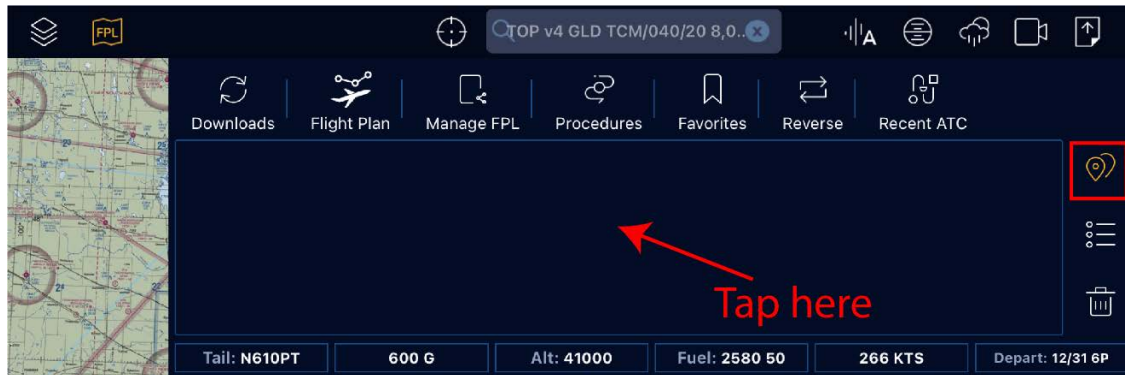 FPL
TOP v4 GLD TCM/040/20 8,0..
A
Downloads
Flight Plan
Manage FPL
Procedures
Favorites
Reverse
Recent ATC
Tap here
Tail: N610PT
600 G
Alt: 41000
Fuel: 2580 50
266 KTS
Depart: 12/31 6P